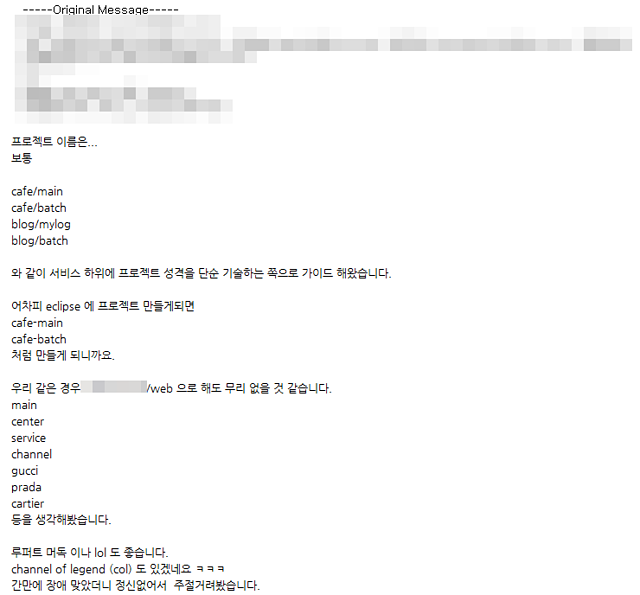 -----Original Message-----
프로젝트 이름은...
보통
cafe/main
cafe/batch
blog/mylog
blog/batch
와 같이 서비스 하위에 프로젝트 성격을 단순 기술하는 쪽으로 가이드 해왔습니다.
어차피 eclipse 에 프로젝트 만들게되면
cafe-main
cafe-batch
처럼 만들게 되니까요.
우리 같은 경우 /web 으로 해도 무리 없을 것 같습니다.
main
center
service
channel
gucci
prada
cartier
등을 생각해봤습니다.
루퍼트 머독 이나 lol 도 좋습니다.
channel of legend (col) 도 있겠네요 ㅋㅋㅋ
간만에 장애 맞았더니 정신없어서 주절거려봤습니다.